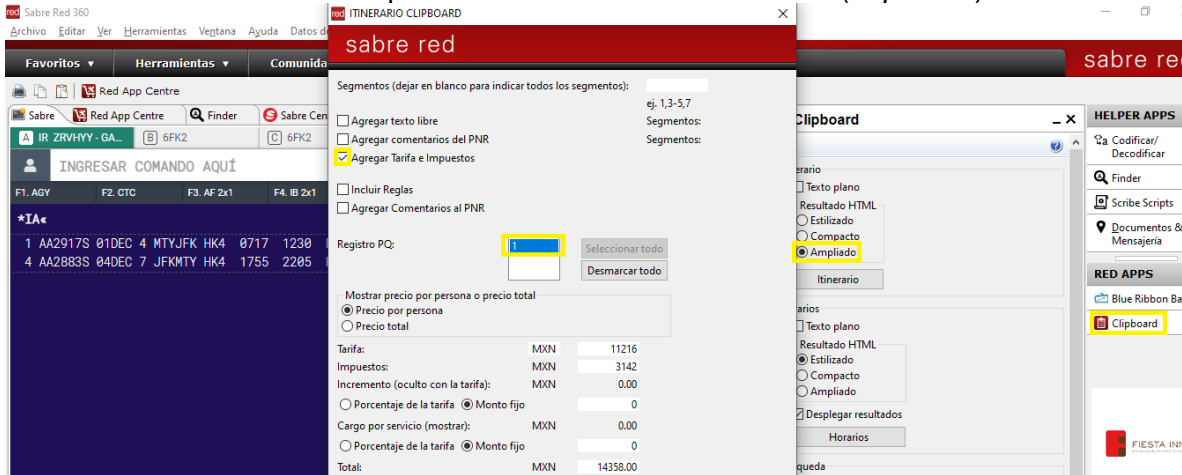 Sabre Red 360
Archivo Editar Ver Herramientas Ventana Ayuda Datos d
Favoritos Herramientas Comunida
Red App Centre
Sabre Red App Centre Finder Sabre Cen
A IR ZRVHYY - GA... B 6FK2 C 6FK2
INGRESAR COMANDO AQUÍ
F1. AGY F2. CTC F3. AF 2x1 F4. IB 2x1
*IA«
1 AA2917S 01DEC 4 MTYJFK HK4 0717 1230
4 AA2883S 04DEC 7 JFKMTY HK4 1755 2205
red ITINERARIO CLIPBOARD
sabre red
Segmentos (dejar en blanco para indicar todos los segmentos):
ej. 1,3-5,7
Agregar texto libre Segmentos:
Agregar comentarios del PNR Segmentos:
Agregar Tarifa e Impuestos
Incluir Reglas
Agregar Comentarios al PNR
Registro PQ: 1 Seleccionar todo
Desmarcar todo
Mostrar precio por persona o precio total
Precio por persona
Precio total
Tarifa: MXN 11216
Impuestos: MXN 3142
Incremento (oculto con la tarifa): MXN 0.00
Porcentaje de la tarifa Monto fijo 0
Cargo por servicio (mostrar): MXN 0.00
Porcentaje de la tarifa Monto fijo 0
Total: MXN 14358.00
sabre re
Clipboard
erario
Texto plano
Resultado HTML
Estilizado
Compacto
Ampliado
Itinerario
arios
Texto plano
Resultado HTML
Estilizado
Compacto
Ampliado
Desplegar resultados
Horarios
queda
HELPER APPS
Codificar/
Decodificar
Finder
Scribe Scripts
Documentos &
Mensajería
RED APPS
Blue Ribbon Ba
Clipboard
FIESTA INN